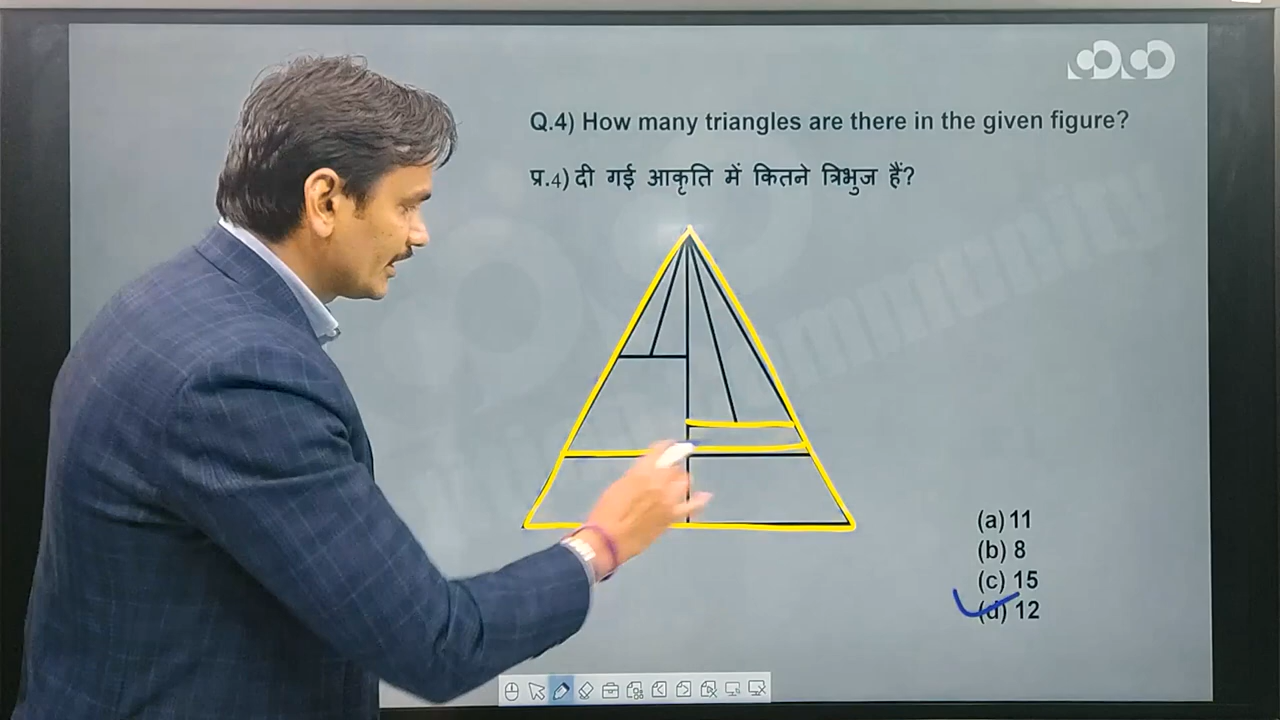 Q.4) How many triangles are there in the given figure?
प्र.4) दी गई आकृति में कितने त्रिभुज हैं?
(a) 11
(b) 8
(c) 15
(d) 12